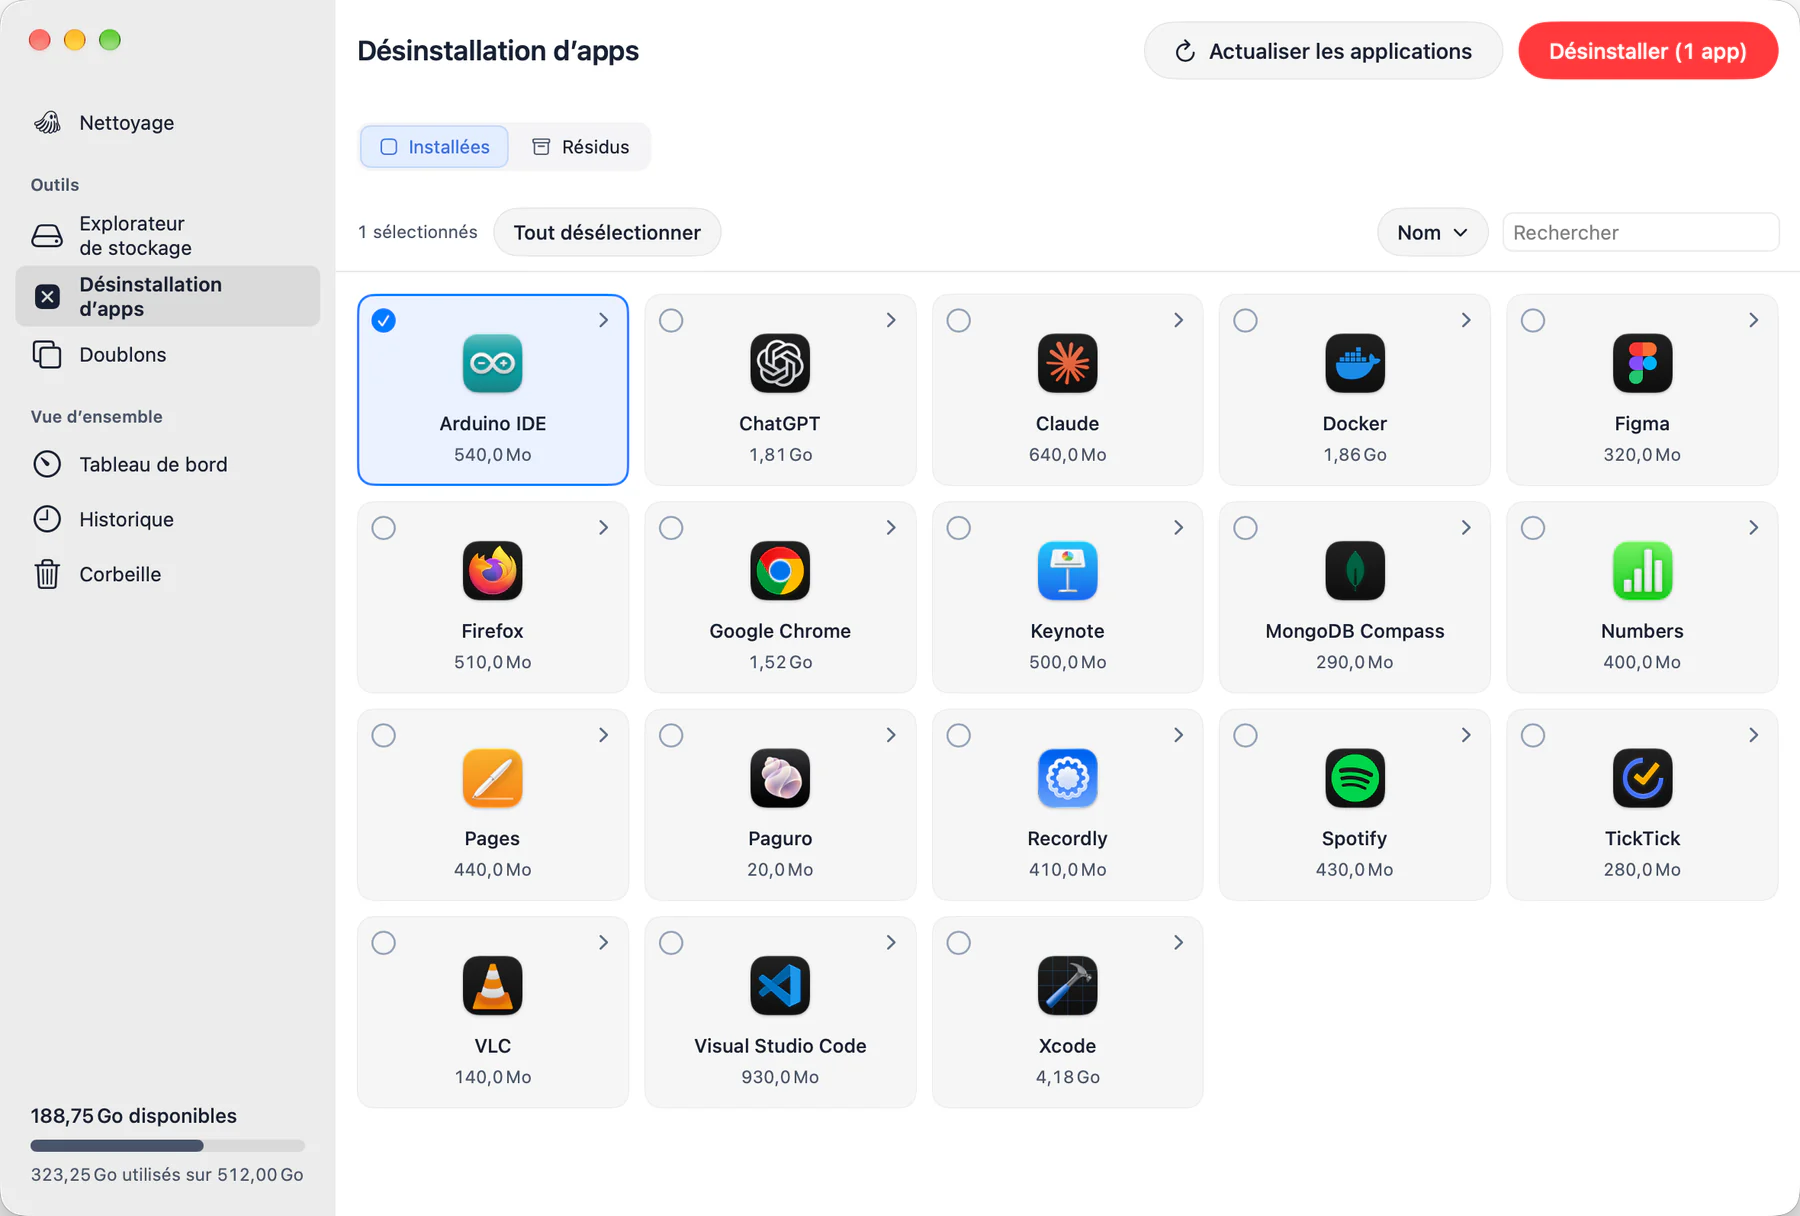 Désinstallation d’apps
Actualiser les applications
Désinstaller (1 app)
Nettoyage
Outils
Explorateur
de stockage
Désinstallation
d’apps
Doublons
Vue d’ensemble
Tableau de bord
Historique
Corbeille
188,75 Go disponibles
323,25 Go utilisés sur 512,00 Go
Installées
Résidus
1 sélectionnés
Tout désélectionner
Nom
Rechercher
Arduino IDE
540,0 Mo
ChatGPT
1,81 Go
Claude
640,0 Mo
Docker
1,86 Go
Figma
320,0 Mo
Firefox
510,0 Mo
Google Chrome
1,52 Go
Keynote
500,0 Mo
MongoDB Compass
290,0 Mo
Numbers
400,0 Mo
Pages
440,0 Mo
Paguro
20,0 Mo
Recordly
410,0 Mo
Spotify
430,0 Mo
TickTick
280,0 Mo
VLC
140,0 Mo
Visual Studio Code
930,0 Mo
Xcode
4,18 Go